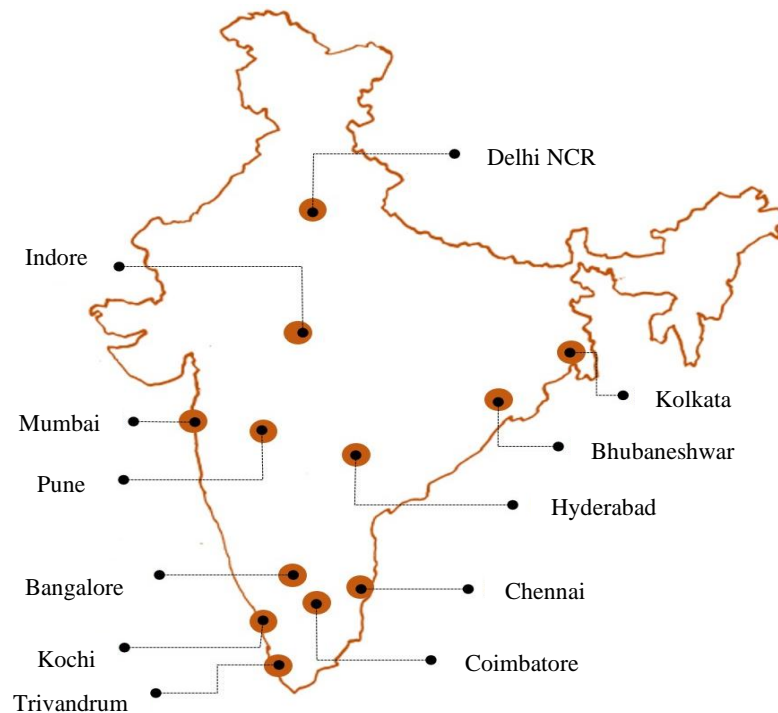 Delhi NCR
Indore
Kolkata
Mumbai
Bhubaneshwar
Pune
Hyderabad
Bangalore
Chennai
Kochi
Coimbatore
Trivandrum